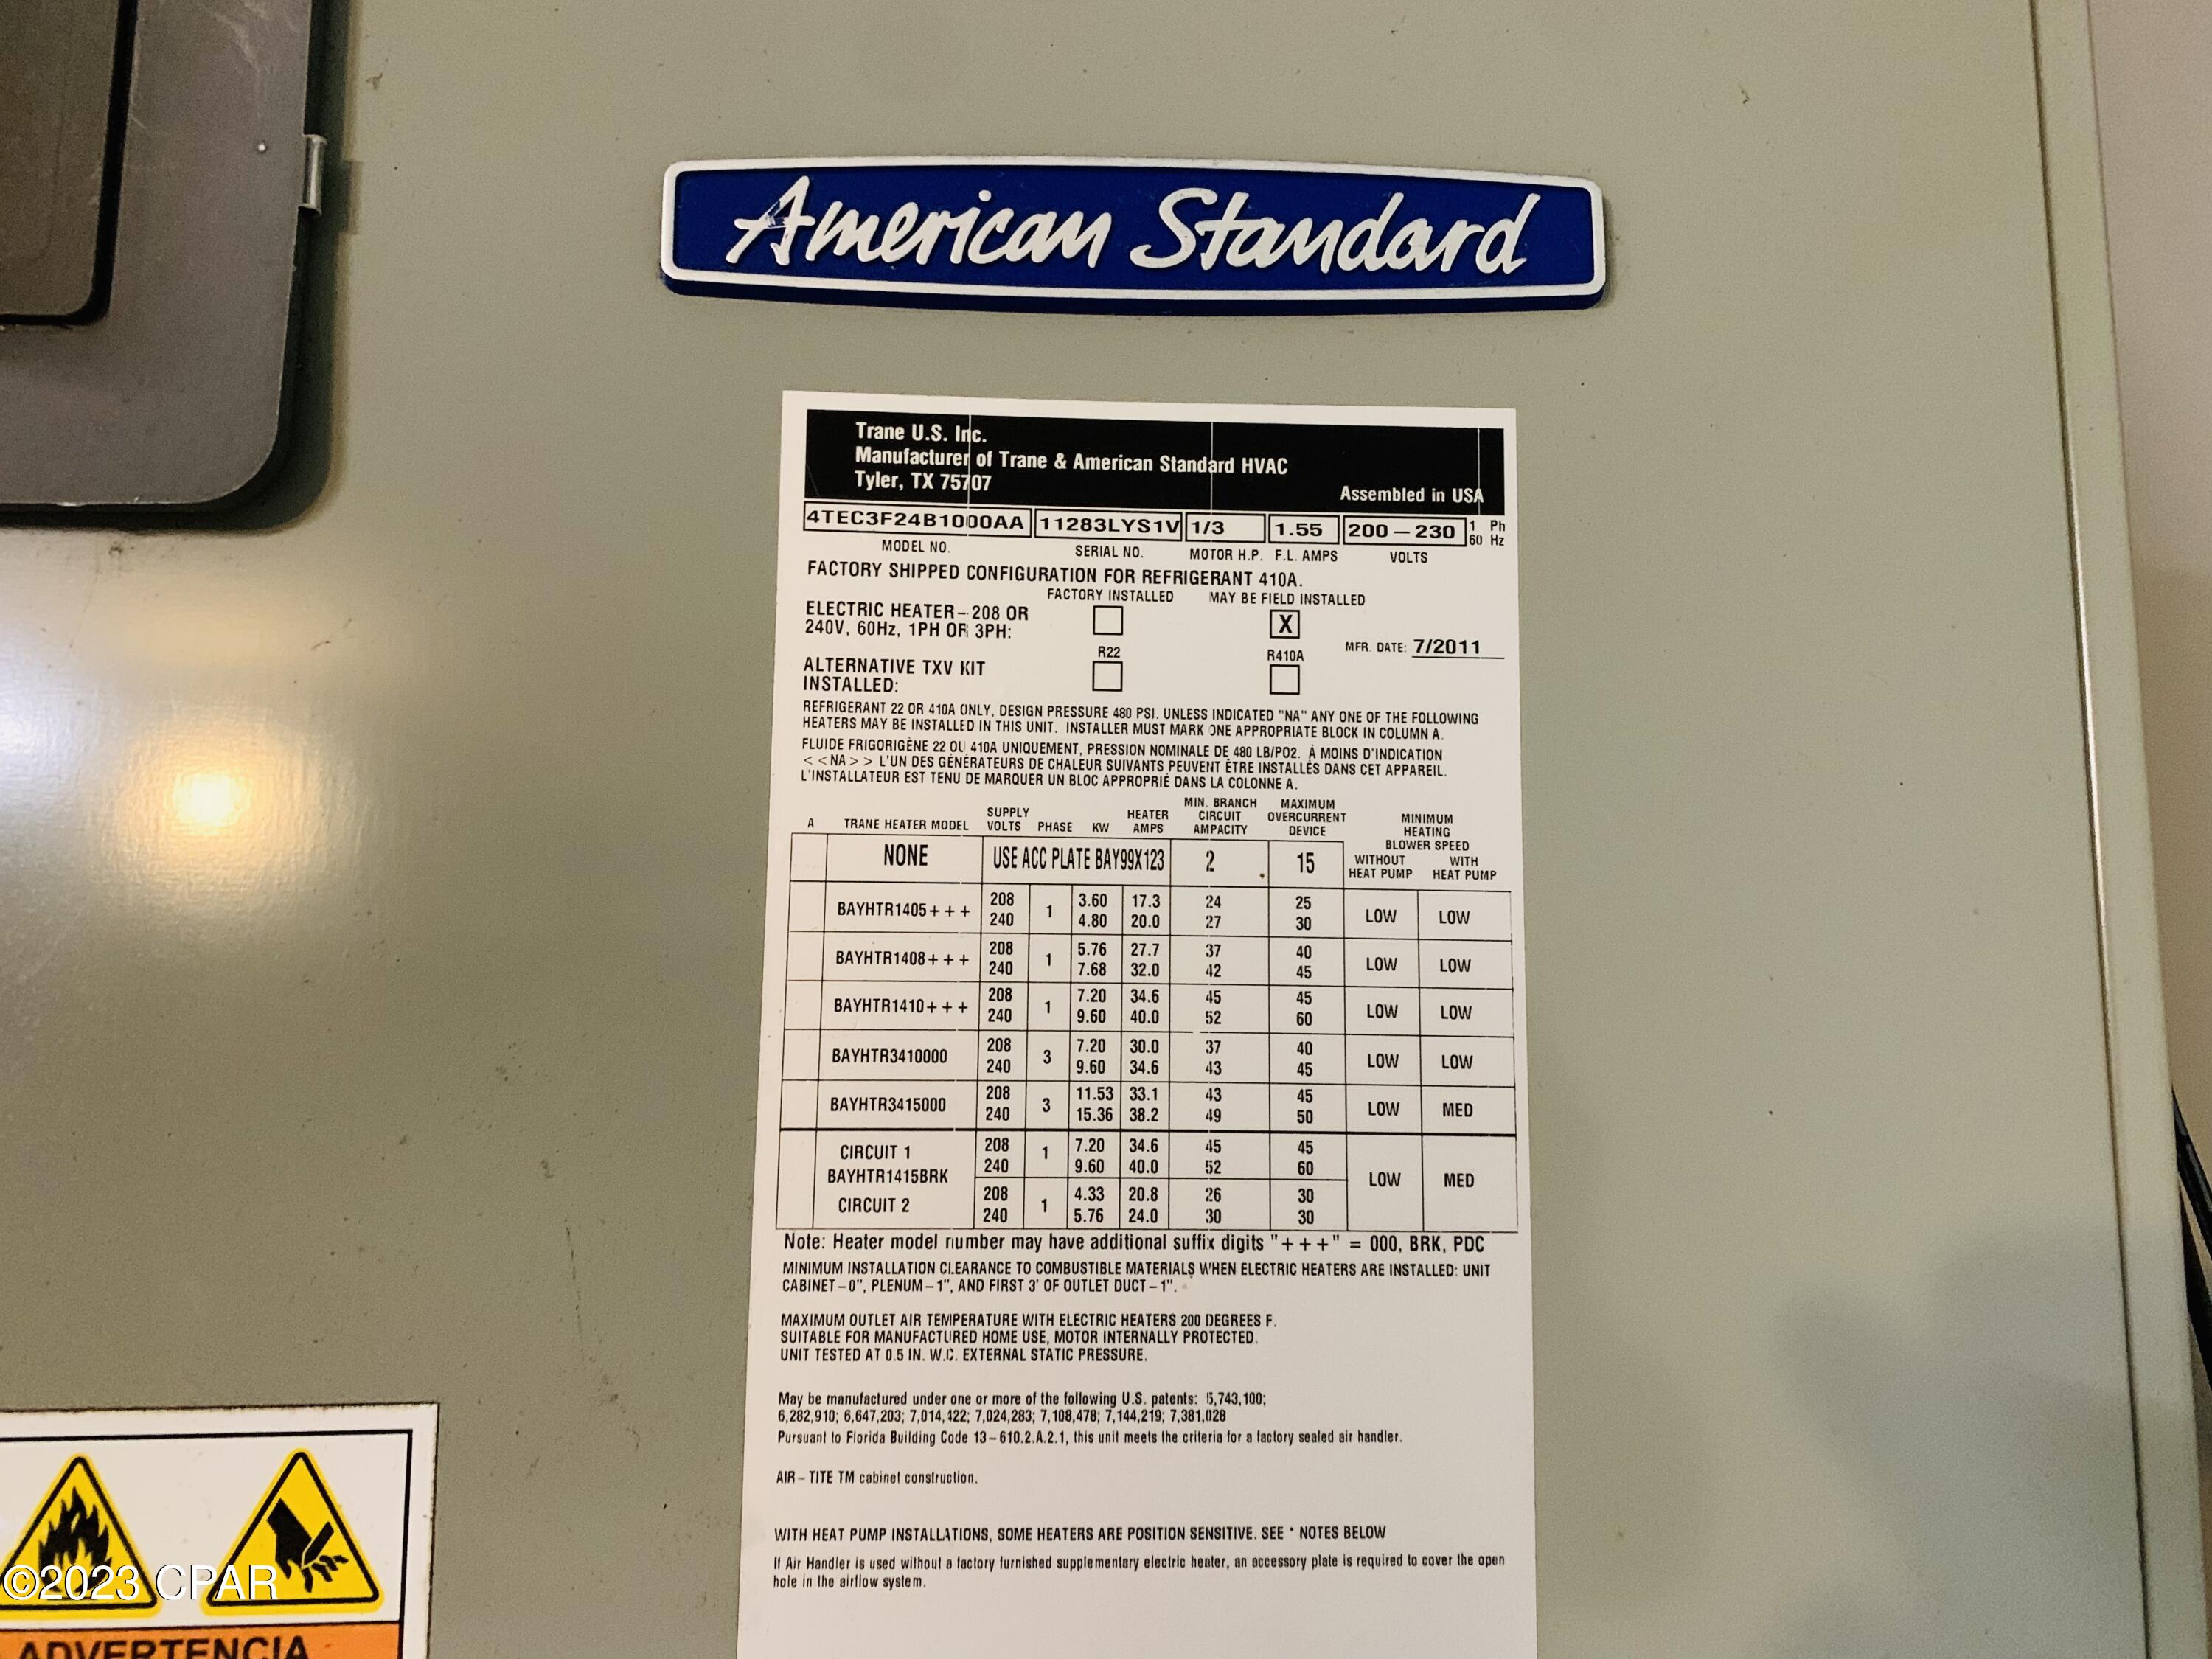 American Standard
Trane U.S. Inc.
Manufacturer of Trane & American Standard HVAC
Tyler, TX 75707
Assembled in USA
4TEC3F24B1000AA 11283LYS1V 1/3 1.55 200 – 230 1 Ph
60 Hz
MODEL NO. SERIAL NO. MOTOR H.P. F.L. AMPS VOLTS
FACTORY SHIPPED CONFIGURATION FOR REFRIGERANT 410A.
FACTORY INSTALLED MAY BE FIELD INSTALLED
ELECTRIC HEATER – 208 OR
240V, 60Hz, 1PH OR 3PH: X
MFR. DATE: 7/2011
R22 R410A
ALTERNATIVE TXV KIT
INSTALLED:
REFRIGERANT 22 OR 410A ONLY, DESIGN PRESSURE 480 PSI. UNLESS INDICATED "NA" ANY ONE OF THE FOLLOWING
HEATERS MAY BE INSTALLED IN THIS UNIT. INSTALLER MUST MARK ONE APPROPRIATE BLOCK IN COLUMN A.
FLUIDE FRIGORIGÈNE 22 OU 410A UNIQUEMENT, PRESSION NOMINALE DE 480 LB/PO2. À MOINS D'INDICATION
< <NA> > L'UN DES GÉNÉRATEURS DE CHALEUR SUIVANTS PEUVENT ÊTRE INSTALLÉS DANS CET APPAREIL.
L'INSTALLATEUR EST TENU DE MARQUER UN BLOC APPROPRIÉ DANS LA COLONNE A.
A TRANE HEATER MODEL SUPPLY VOLTS PHASE KW HEATER AMPS MIN. BRANCH CIRCUIT AMPACITY MAXIMUM OVERCURRENT DEVICE MINIMUM HEATING BLOWER SPEED
WITHOUT HEAT PUMP WITH HEAT PUMP
NONE USE ACC PLATE BAY99X123 2 15
BAYHTR1405+++ 208 1 3.60 17.3 24 25 LOW LOW
240 4.80 20.0 27 30
BAYHTR1408+++ 208 1 5.76 27.7 37 40 LOW LOW
240 7.68 32.0 42 45
BAYHTR1410+++ 208 1 7.20 34.6 45 45 LOW LOW
240 9.60 40.0 52 60
BAYHTR3410000 208 3 7.20 30.0 37 40 LOW LOW
240 9.60 34.6 43 45
BAYHTR3415000 208 3 11.53 33.1 43 45 LOW MED
240 15.36 38.2 49 50
CIRCUIT 1 208 1 7.20 34.6 45 45
240 9.60 40.0 52 60
BAYHTR1415BRK LOW MED
CIRCUIT 2 208 1 4.33 20.8 26 30
240 5.76 24.0 30 30
Note: Heater model number may have additional suffix digits "+++" = 000, BRK, PDC
MINIMUM INSTALLATION CLEARANCE TO COMBUSTIBLE MATERIALS WHEN ELECTRIC HEATERS ARE INSTALLED: UNIT
CABINET – 0", PLENUM – 1", AND FIRST 3' OF OUTLET DUCT – 1".
MAXIMUM OUTLET AIR TEMPERATURE WITH ELECTRIC HEATERS 200 DEGREES F.
SUITABLE FOR MANUFACTURED HOME USE, MOTOR INTERNALLY PROTECTED.
UNIT TESTED AT 0.5 IN. W.C. EXTERNAL STATIC PRESSURE.
May be manufactured under one or more of the following U.S. patents: 5,743,100;
6,282,910; 6,647,203; 7,014,422; 7,024,283; 7,108,478; 7,144,219; 7,381,028
Pursuant to Florida Building Code 13 – 610.2.A.2.1, this unit meets the criteria for a factory sealed air handler.
AIR – TITE TM cabinet construction.
WITH HEAT PUMP INSTALLATIONS, SOME HEATERS ARE POSITION SENSITIVE. SEE * NOTES BELOW
If Air Handler is used without a factory furnished supplementary electric heater, an accessory plate is required to cover the open
hole in the airflow system.
©2023 CPAR
ADVERTENCIA